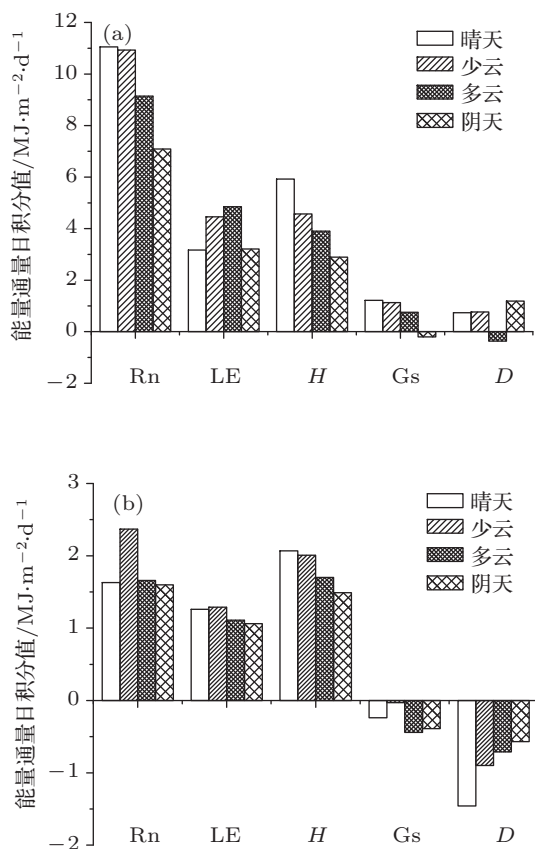 (a)
晴天
少云
多云
阴天
能量通量日积分值/MJ·m⁻²·d⁻¹
12
10
8
6
4
2
0
−2
Rn LE H Gs D
(b)
晴天
少云
多云
阴天
能量通量日积分值/MJ·m⁻²·d⁻¹
3
2
1
0
−1
−2
Rn LE H Gs D